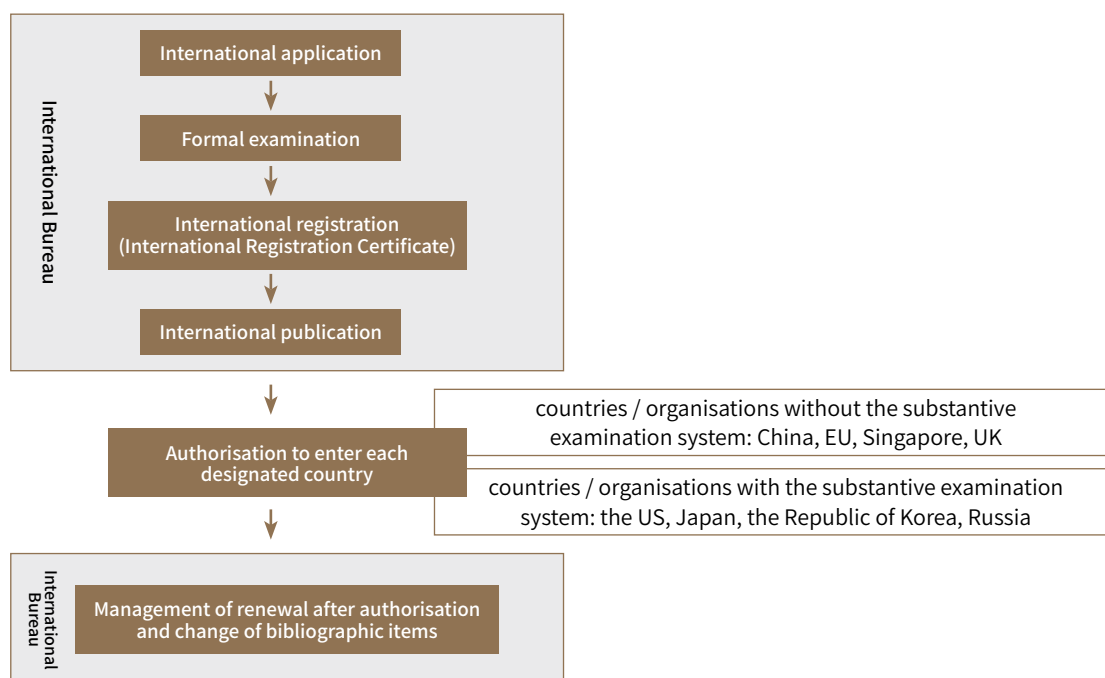 International Bureau
International application
Formal examination
International registration
(International Registration Certificate)
International publication
Authorisation to enter each
designated country
countries / organisations without the substantive
examination system: China, EU, Singapore, UK
countries / organisations with the substantive examination
system: the US, Japan, the Republic of Korea, Russia
International
Bureau
Management of renewal after authorisation
and change of bibliographic items